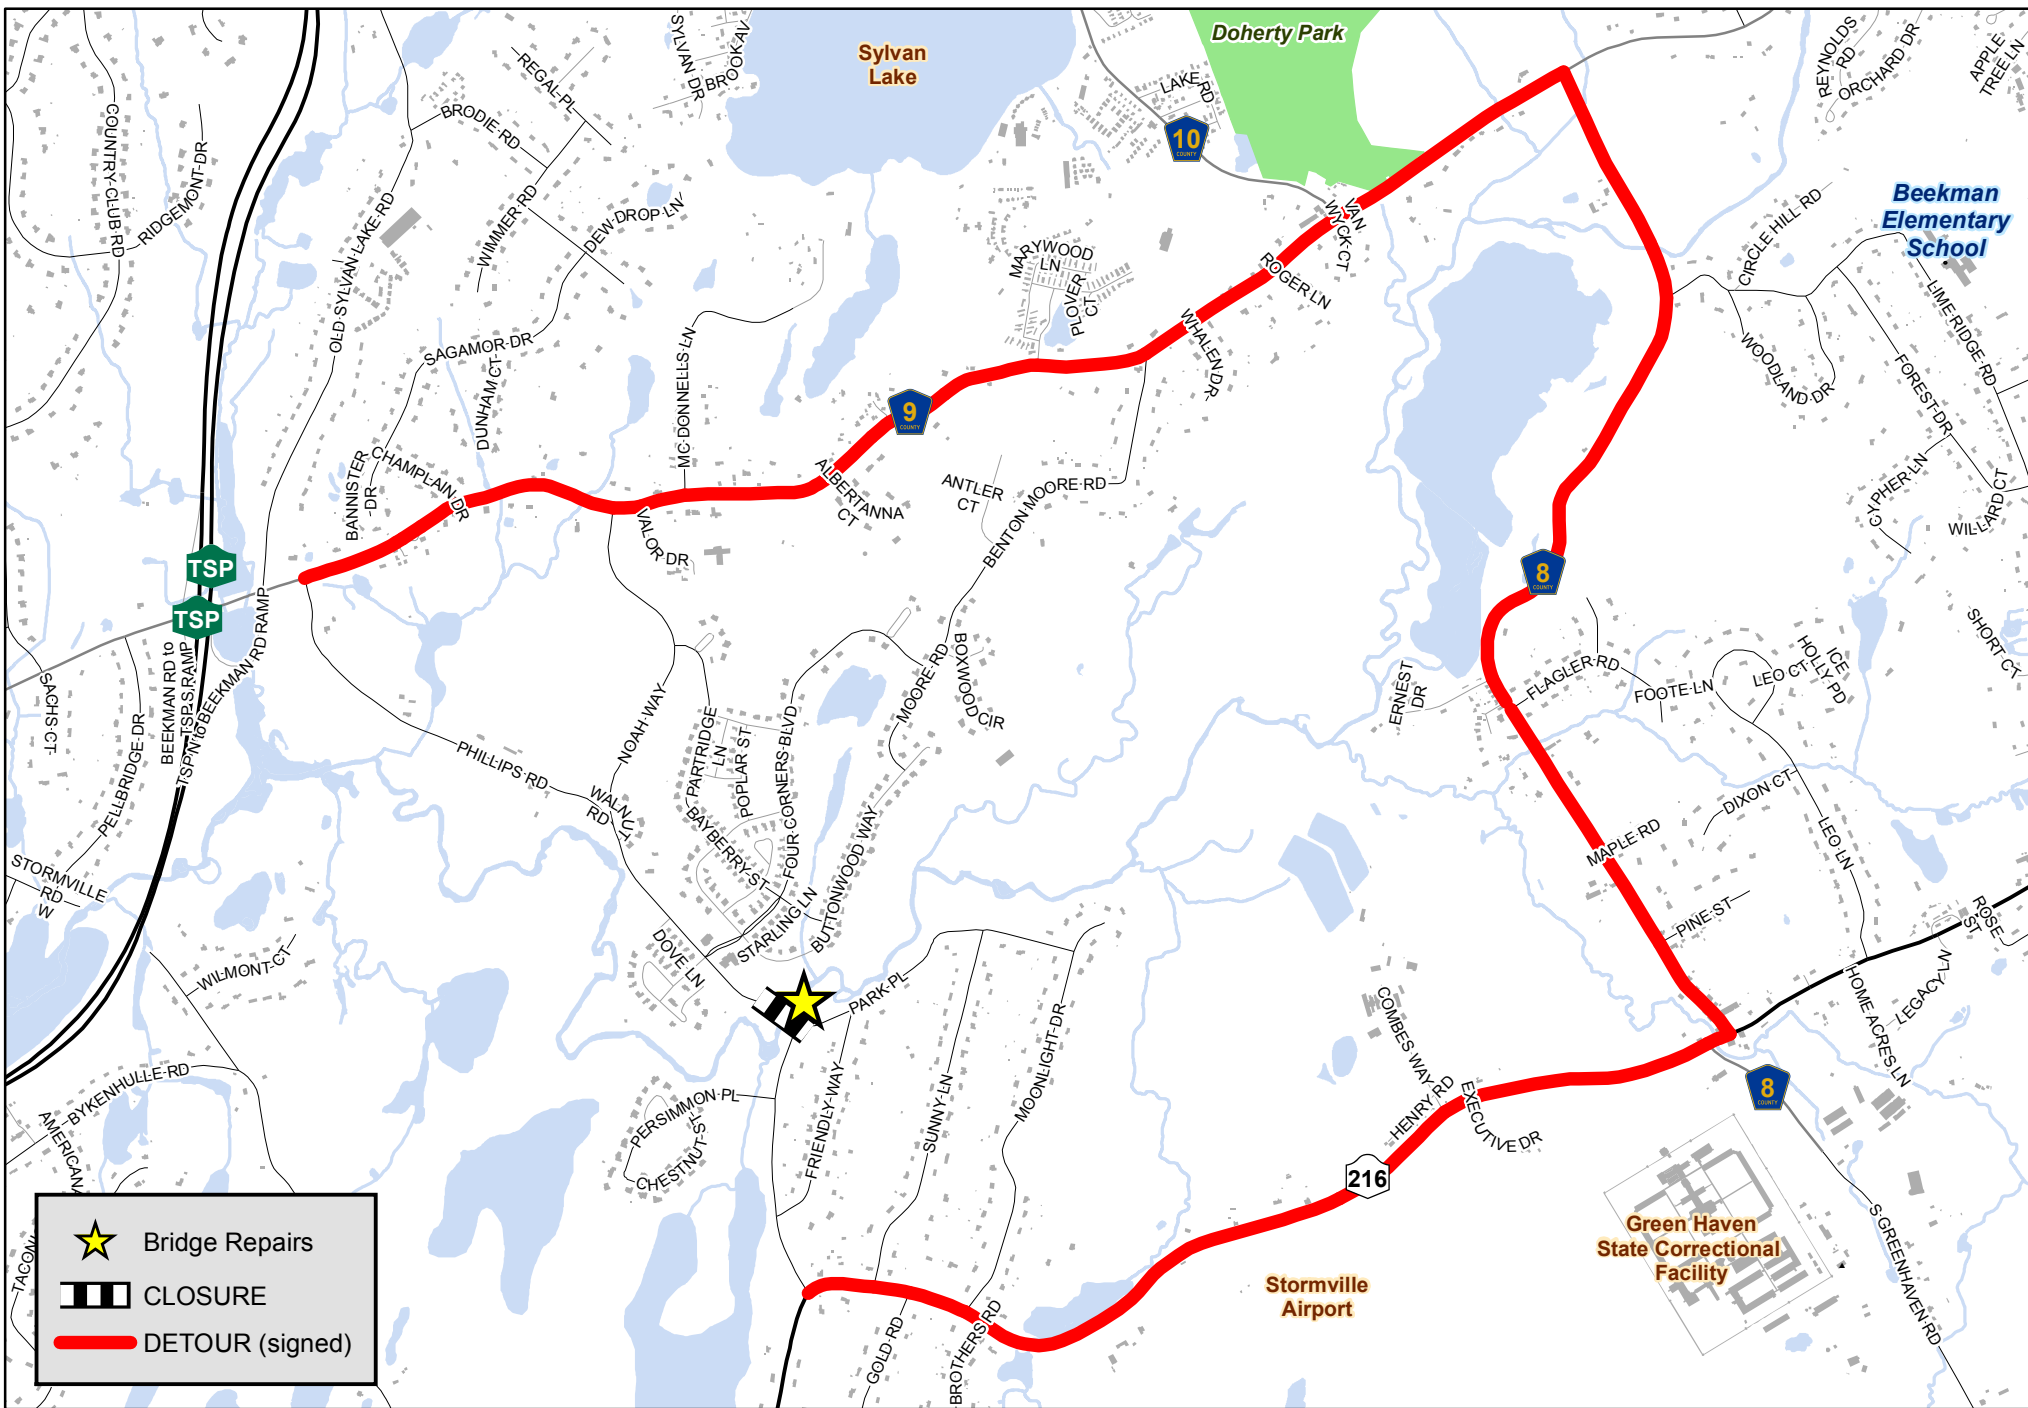 Sylvan
Lake
Doherty Park
SYLVAN DR
BROOK AV
REGAL PL
BRODIE RD
COUNTRY CLUB RD
RIDGEMONT DR
OLD SYLVAN LAKE RD
WIMMER RD
DEW DROP LN
SAGAMOR DR
DUNHAM CT
MC DONNELLS LN
LAKE RD
10
COUNTY
REYNOLDS
RD
ORCHARD DR
APPLE
TREE LN
Beekman
Elementary
School
CIRCLE HILL RD
LIME RIDGE RD
WOODLAND DR
FOREST DR
CYPHER LN
WILLARD CT
VAN
WYCK CT
ROGER LN
MARYWOOD
LN
PLOVER
CT
WHALEN DR
9
COUNTY
BANNISTER
DR
CHAMPLAIN DR
VALOR DR
ALBERTANNA
CT
ANTLER
CT
BENTON MOORE RD
TSP
TSP
BEEKMAN RD to
TSP S RAMP
TSP N to BEEKMAN RD RAMP
SACHS CT
PELLBRIDGE DR
STORMVILLE
RD
W
PHILLIPS RD
NOAH WAY
WALNUT
RD
PARTRIDGE
LN
POPLAR ST
FOUR CORNERS BLVD
BAYBERRY ST
MOORE RD
BOXWOOD CIR
BUTTONWOOD WAY
STARLING LN
DOVE LN
8
COUNTY
ERNEST
DR
FLAGLER RD
FOOTE LN
LEO CT
HOLLY PD
ICE
SHORT CT
DIXON CT
MAPLE RD
LEO LN
PINE ST
ROSE
ST
LEGACY LN
HOME ACRES LN
WILMONT CT
BYKENHULLE RD
AMERICANA
TACONI
PARK PL
PERSIMMON PL
CHESTNUT ST
FRIENDLY WAY
SUNNY LN
MOONLIGHT DR
COMBES WAY
HENRY RD
EXECUTIVE DR
216
8
COUNTY
S GREENHAVEN RD
Green Haven
State Correctional
Facility
Stormville
Airport
GOLD RD
BROTHERS RD
Bridge Repairs
CLOSURE
DETOUR (signed)